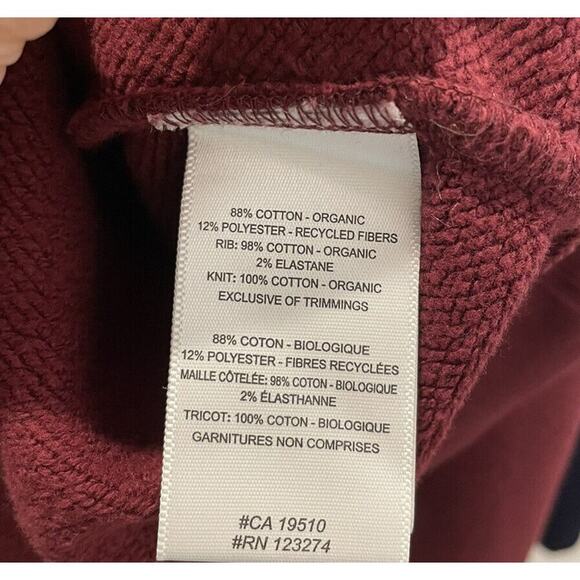 88% COTTON - ORGANIC
12% POLYESTER - RECYCLED FIBERS
RIB: 98% COTTON - ORGANIC
2% ELASTANE
KNIT: 100% COTTON - ORGANIC
EXCLUSIVE OF TRIMMINGS
88% COTON - BIOLOGIQUE
12% POLYESTER - FIBRES RECYCLÉES
MAILLE CÔTELÉE: 98% COTON - BIOLOGIQUE
2% ÉLASTHANNE
TRICOT: 100% COTON - BIOLOGIQUE
GARNITURES NON COMPRISES
#CA 19510
#RN 123274